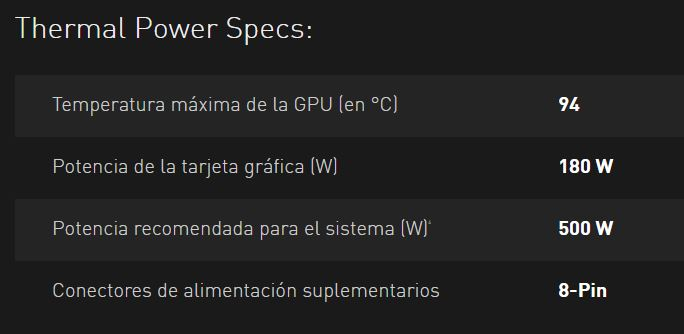 Thermal Power Specs:
Temperatura máxima de la GPU (en °C) 94
Potencia de la tarjeta gráfica (W) 180 W
Potencia recomendada para el sistema (W)⁴ 500 W
Conectores de alimentación suplementarios 8-Pin